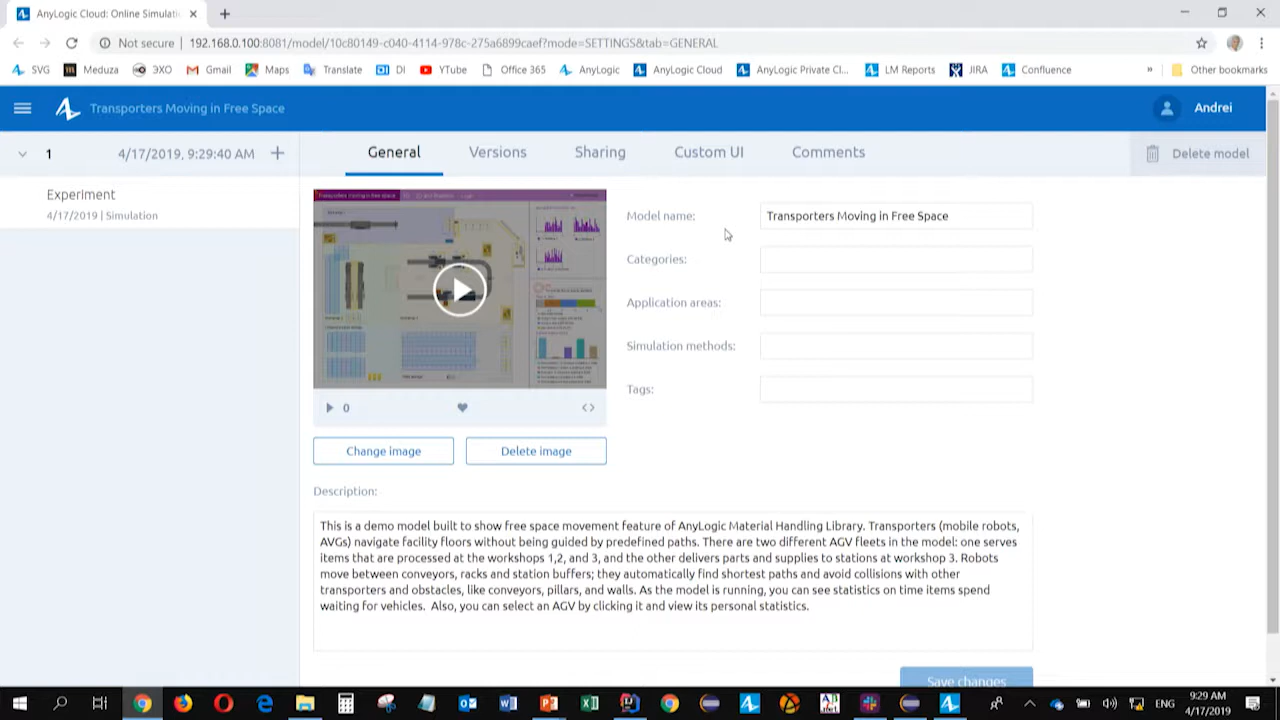 AnyLogic Cloud: Online Simulati
Not secure | 192.168.0.100:8081/model/10c80149-c040-4114-978c-275a6899caef?mode=SETTINGS&tab=GENERAL
SVG Meduza ЭХО Gmail Maps Translate DI YTube Office 365 AnyLogic AnyLogic Cloud AnyLogic Private Cl... LM Reports JIRA Confluence » Other bookmarks
Transporters Moving in Free Space
Andrei
1 4/17/2019, 9:29:40 AM
General Versions Sharing Custom UI Comments
Delete model
Experiment
4/17/2019 | Simulation
Model name: Transporters Moving in Free Space
Categories:
Application areas:
Simulation methods:
Tags:
0
Change image Delete image
Description:
This is a demo model built to show free space movement feature of AnyLogic Material Handling Library. Transporters (mobile robots,
AVGs) navigate facility floors without being guided by predefined paths. There are two different AGV fleets in the model: one serves
items that are processed at the workshops 1,2, and 3, and the other delivers parts and supplies to stations at workshop 3. Robots
move between conveyors, racks and station buffers; they automatically find shortest paths and avoid collisions with other
transporters and obstacles, like conveyors, pillars, and walls. As the model is running, you can see statistics on time items spend
waiting for vehicles. Also, you can select an AGV by clicking it and view its personal statistics.
Save changes
ENG
9:29 AM
4/17/2019